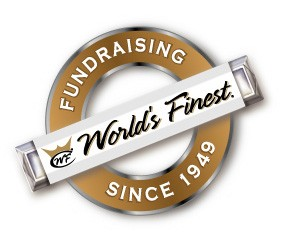 FUNDRAISING
WF World's Finest.
SINCE 1949